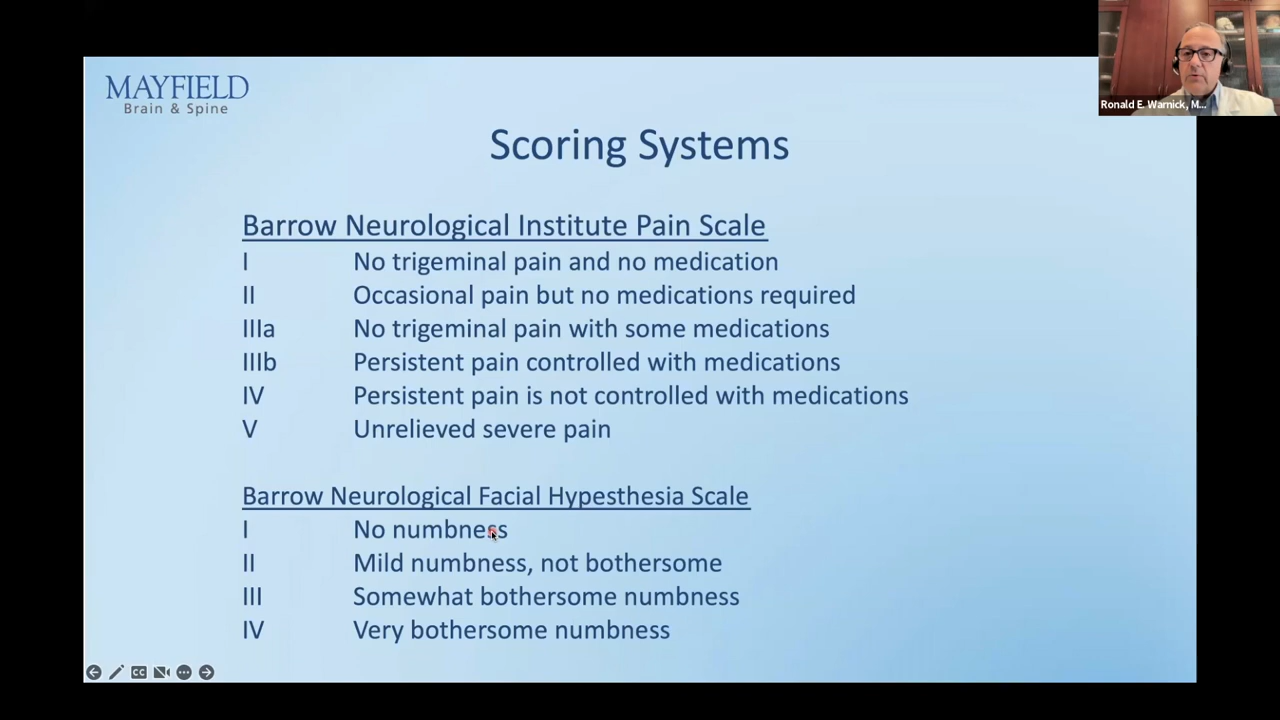 MAYFIELD
Brain & Spine
Ronald E. Warnick, M...
Scoring Systems
Barrow Neurological Institute Pain Scale
I No trigeminal pain and no medication
II Occasional pain but no medications required
IIIa No trigeminal pain with some medications
IIIb Persistent pain controlled with medications
IV Persistent pain is not controlled with medications
V Unrelieved severe pain
Barrow Neurological Facial Hypesthesia Scale
I No numbness
II Mild numbness, not bothersome
III Somewhat bothersome numbness
IV Very bothersome numbness
CC